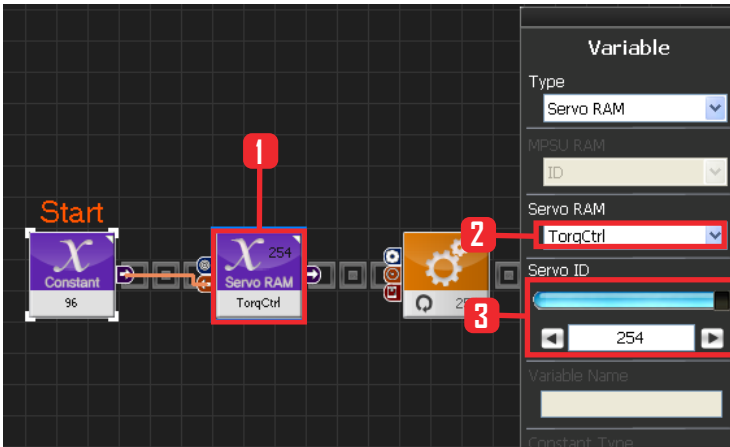 Start
Constant
96
1
254
Servo RAM
TorqCtrl
Variable
Type
Servo RAM
MPSU RAM
ID
Servo RAM
2
TorqCtrl
Servo ID
3
254
Variable Name
Constant Type